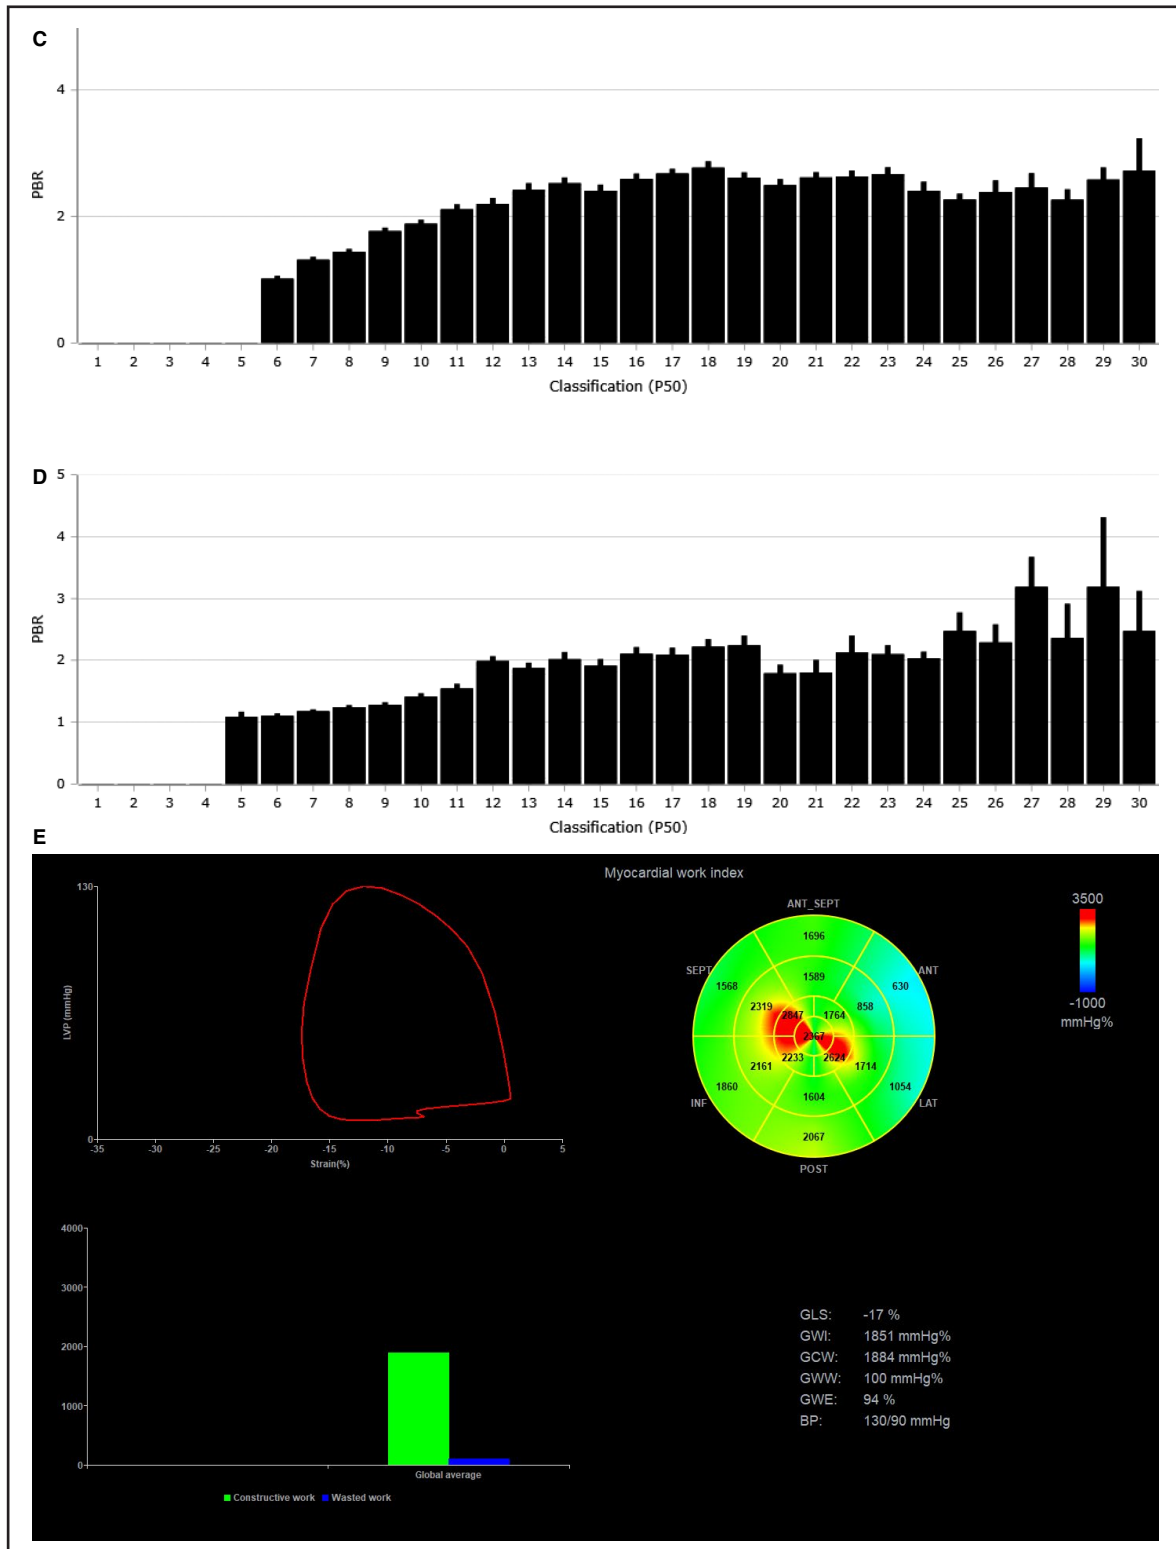 C
4
2
0
PBR
1 2 3 4 5 6 7 8 9 10 11 12 13 14 15 16 17 18 19 20 21 22 23 24 25 26 27 28 29 30
Classification (P50)
D
5
4
3
2
1
0
PBR
1 2 3 4 5 6 7 8 9 10 11 12 13 14 15 16 17 18 19 20 21 22 23 24 25 26 27 28 29 30
Classification (P50)
E
Myocardial work index
130
LVP (mmHg)
0
-35 -30 -25 -20 -15 -10 -5 0 5
Strain(%)
ANT_SEPT
SEPT
ANT
INF
LAT
POST
1696
1568
1589
630
2319
858
2847
1764
2367
2233
2624
2161
1714
1860
1604
1054
2067
3500
-1000
mmHg%
4000
3000
2000
1000
0
Global average
Constructive work Wasted work
GLS: -17 %
GWI: 1851 mmHg%
GCW: 1884 mmHg%
GWW: 100 mmHg%
GWE: 94 %
BP: 130/90 mmHg